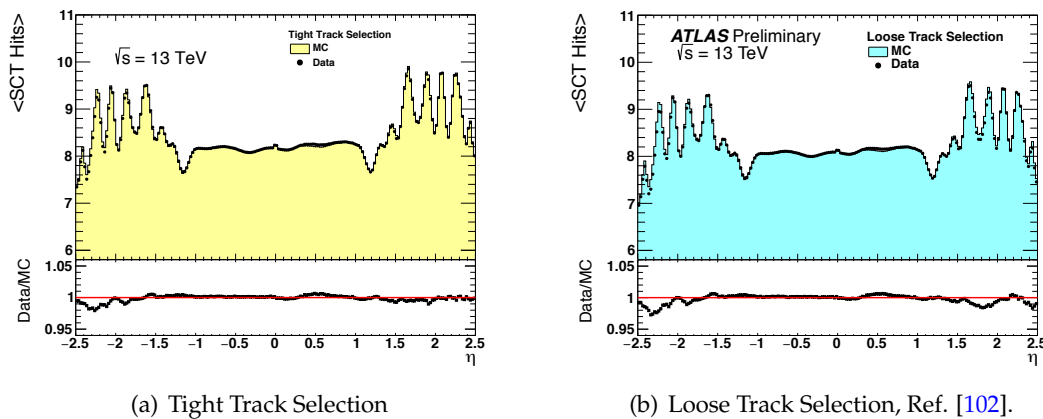 <SCT Hits>
11
10
9
8
7
6
√s = 13 TeV
Tight Track Selection
MC
Data
Data/MC
1.05
1
0.95
−2.5 −2 −1.5 −1 −0.5 0 0.5 1 1.5 2 2.5
η
(a) Tight Track Selection
<SCT Hits>
11
10
9
8
7
6
ATLAS Preliminary
√s = 13 TeV
Loose Track Selection
MC
Data
Data/MC
1.05
1
0.95
−2.5 −2 −1.5 −1 −0.5 0 0.5 1 1.5 2 2.5
η
(b) Loose Track Selection, Ref. [102].